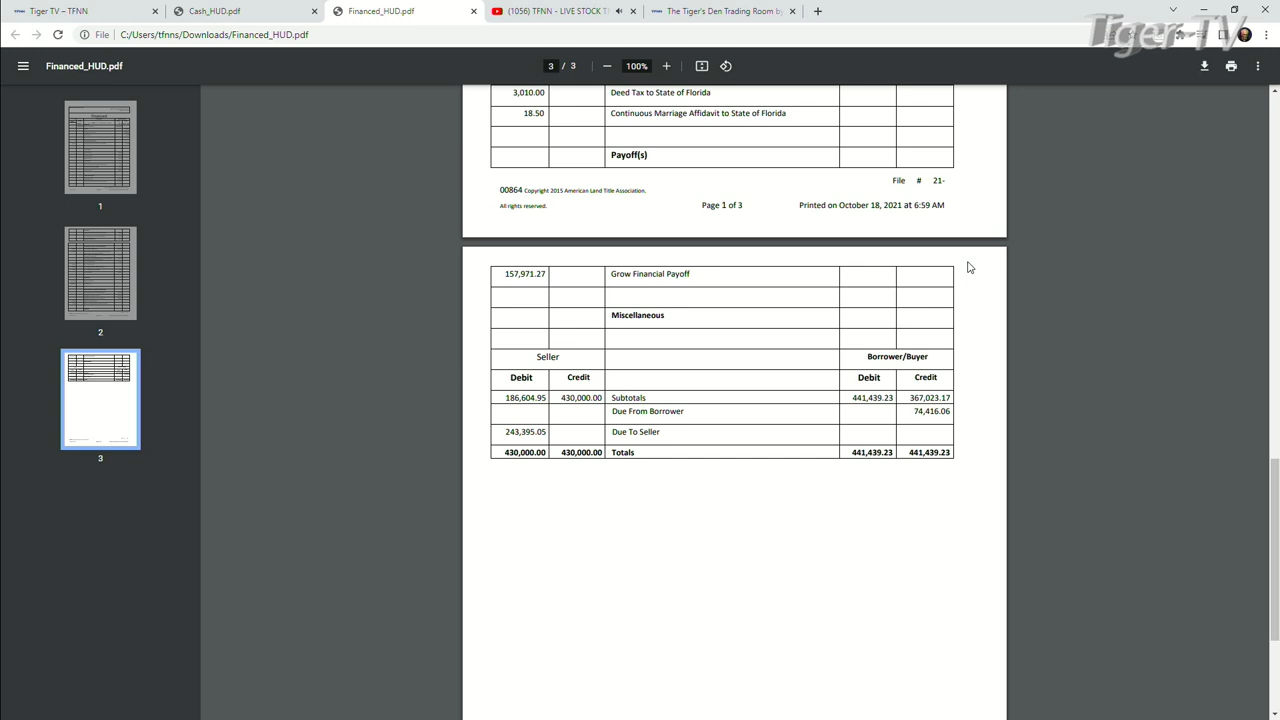 Tiger TV – TFNN
Cash_HUD.pdf
Financed_HUD.pdf
(1056) TFNN - LIVE STOCK T
The Tiger's Den Trading Room b
Tiger TV
File C:/Users/tfnns/Downloads/Financed_HUD.pdf
Financed_HUD.pdf
3 / 3
100%
1
2
3
3,010.00 Deed Tax to State of Florida
18.50 Continuous Marriage Affidavit to State of Florida
Payoff(s)
File # 21-
00864 Copyright 2015 American Land Title Association.
All rights reserved. Page 1 of 3 Printed on October 18, 2021 at 6:59 AM
157,971.27 Grow Financial Payoff
Miscellaneous
Seller Borrower/Buyer
Debit Credit Debit Credit
186,604.95 430,000.00 Subtotals 441,439.23 367,023.17
Due From Borrower 74,416.06
243,395.05 Due To Seller
430,000.00 430,000.00 Totals 441,439.23 441,439.23